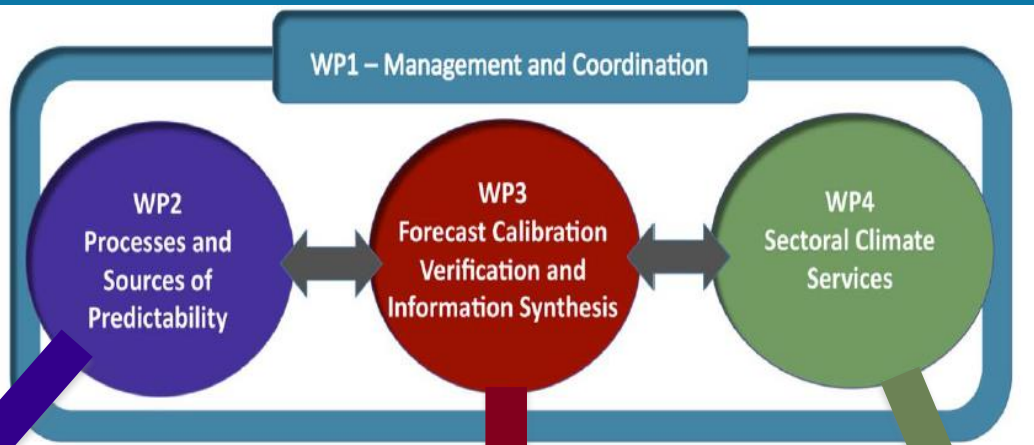 WP1 – Management and Coordination
WP2
Processes and
Sources of
Predictability
WP3
Forecast Calibration
Verification and
Information Synthesis
WP4
Sectoral Climate
Services